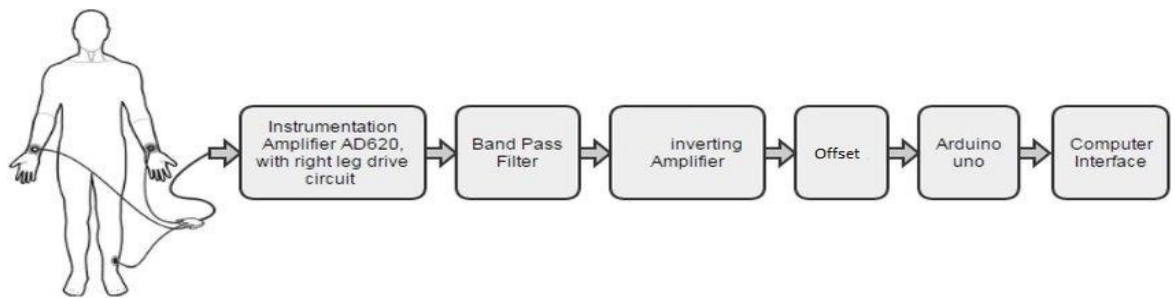 Instrumentation
Amplifier AD620,
with right leg drive
circuit
Band Pass
Filter
inverting
Amplifier
Offset
Arduino
uno
Computer
Interface